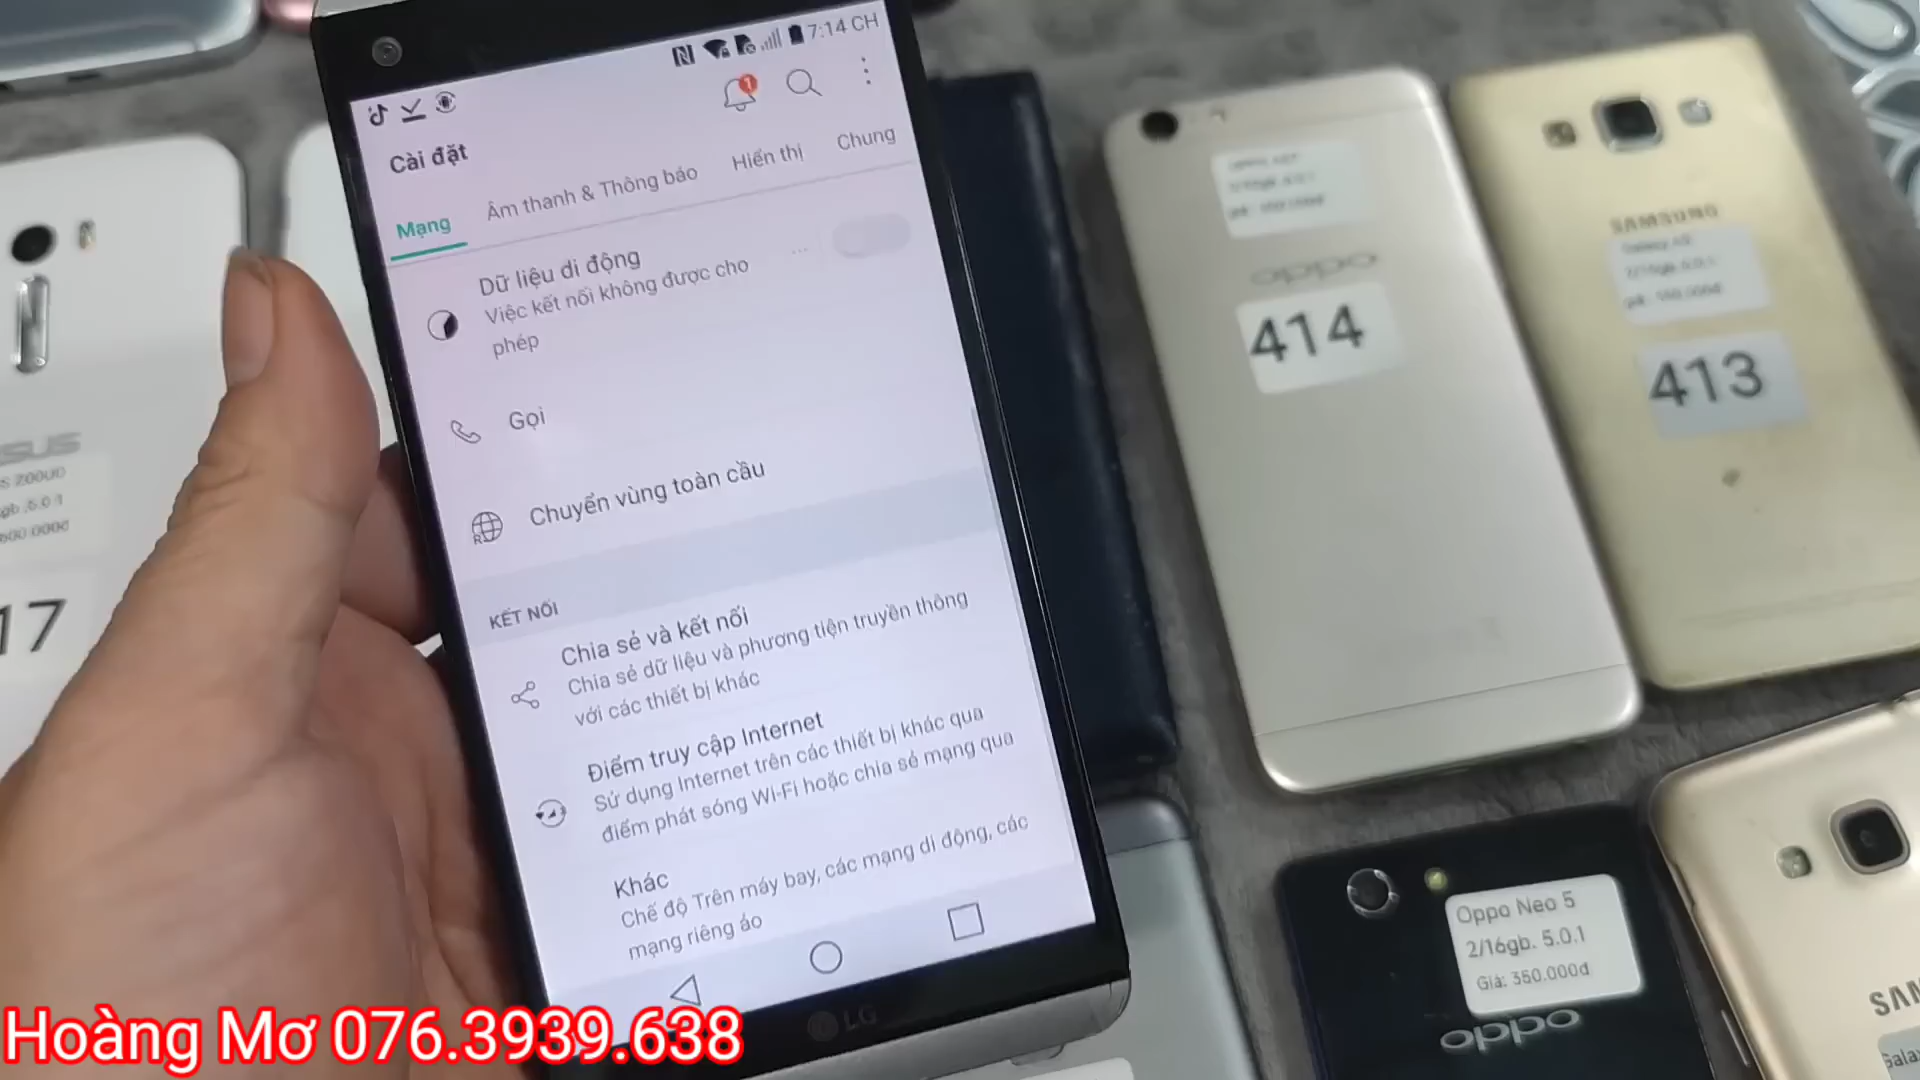 7:14 CH
1
Cài đặt
Mạng
Âm thanh & Thông báo
Hiển thị
Chung
Dữ liệu di động
Việc kết nối không được cho
phép
Gọi
Chuyển vùng toàn cầu
KẾT NỐI
Chia sẻ và kết nối
Chia sẻ dữ liệu và phương tiện truyền thông
với các thiết bị khác
Điểm truy cập Internet
Sử dụng Internet trên các thiết bị khác qua
điểm phát sóng Wi-Fi hoặc chia sẻ mạng qua
Khác
Chế độ Trên máy bay, các mạng di động, các
mạng riêng ảo
LG
17
oppo
414
SAMSUNG
413
Oppo Neo 5
2/16gb. 5.0.1
Giá: 350.000đ
oppo
Hoàng Mơ 076.3939.638